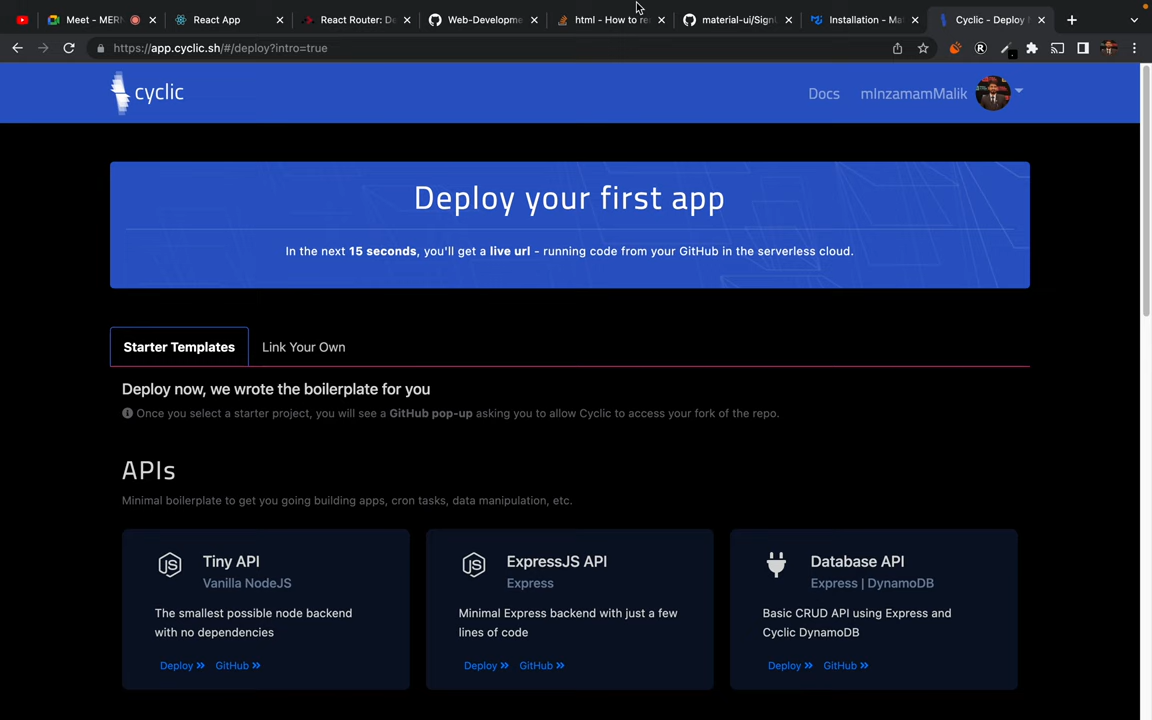 Meet - MERN
React App
React Router: De
Web-Developme
html - How to re
material-ui/SignU
Installation - Mat
Cyclic - Deploy f
https://app.cyclic.sh/#/deploy?intro=true
cyclic
Docs
mInzamamMalik
Deploy your first app
In the next 15 seconds, you'll get a live url - running code from your GitHub in the serverless cloud.
Starter Templates
Link Your Own
Deploy now, we wrote the boilerplate for you
Once you select a starter project, you will see a GitHub pop-up asking you to allow Cyclic to access your fork of the repo.
APIs
Minimal boilerplate to get you going building apps, cron tasks, data manipulation, etc.
Tiny API
Vanilla NodeJS
The smallest possible node backend
with no dependencies
Deploy » GitHub »
ExpressJS API
Express
Minimal Express backend with just a few
lines of code
Deploy » GitHub »
Database API
Express | DynamoDB
Basic CRUD API using Express and
Cyclic DynamoDB
Deploy » GitHub »